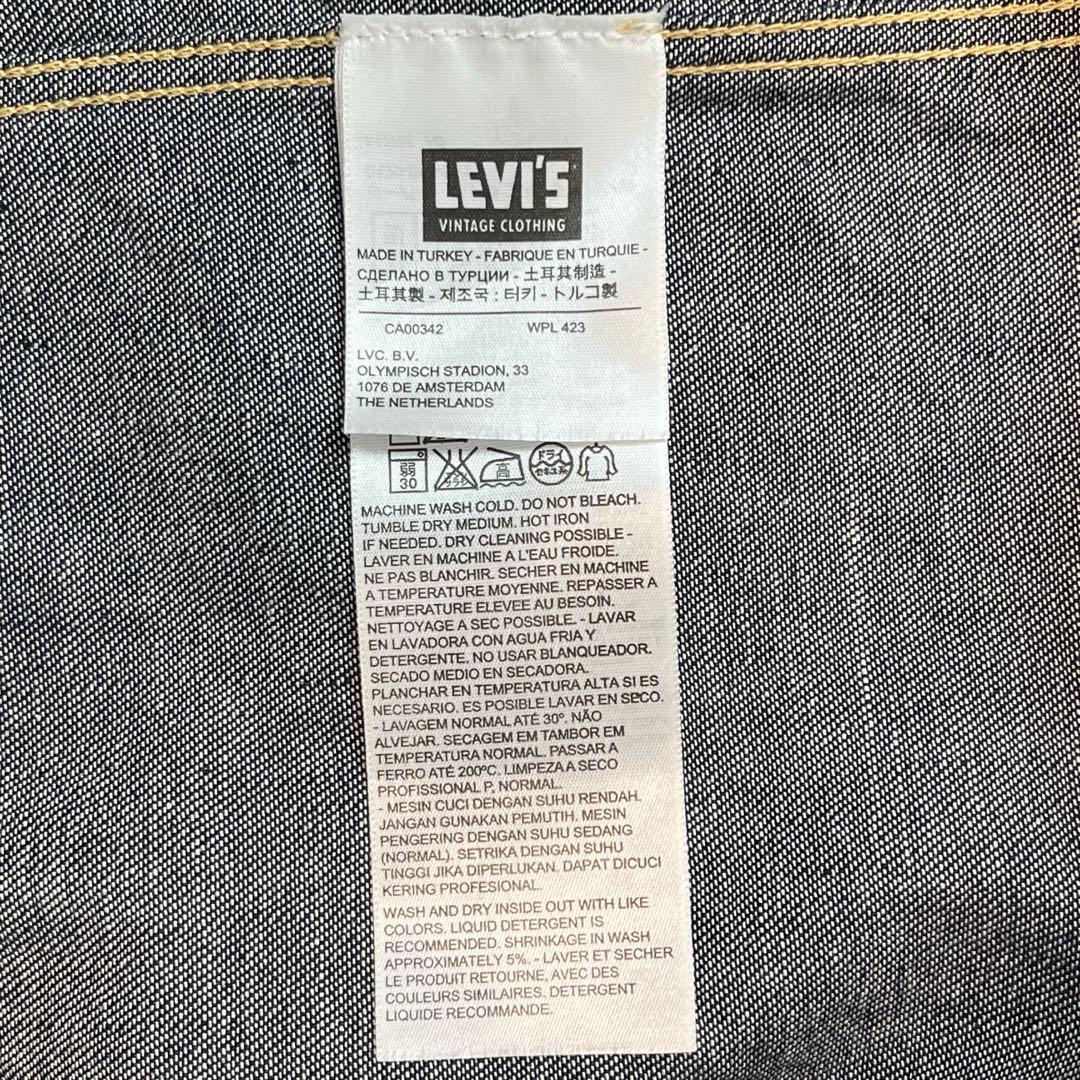 LEVI'S
VINTAGE CLOTHING
MADE IN TURKEY - FABRIQUE EN TURQUIE -
СДЕЛАНО В ТУРЦИИ - 土耳其制造 -
土耳其製 - 제조국 : 터키 - トルコ製
CA00342 WPL 423
LVC. B.V.
OLYMPISCH STADION, 33
1076 DE AMSTERDAM
THE NETHERLANDS
弱 30 高 ドライ セキユ系
MACHINE WASH COLD. DO NOT BLEACH.
TUMBLE DRY MEDIUM. HOT IRON
IF NEEDED. DRY CLEANING POSSIBLE -
LAVER EN MACHINE A L'EAU FROIDE.
NE PAS BLANCHIR. SECHER EN MACHINE
A TEMPERATURE MOYENNE. REPASSER A
TEMPERATURE ELEVEE AU BESOIN.
NETTOYAGE A SEC POSSIBLE. - LAVAR
EN LAVADORA CON AGUA FRIA Y
DETERGENTE. NO USAR BLANQUEADOR.
SECADO MEDIO EN SECADORA.
PLANCHAR EN TEMPERATURA ALTA SI ES
NECESARIO. ES POSIBLE LAVAR EN SECO.
- LAVAGEM NORMAL ATÉ 30º. NÃO
ALVEJAR. SECAGEM EM TAMBOR EM
TEMPERATURA NORMAL. PASSAR A
FERRO ATÉ 200ºC. LIMPEZA A SECO
PROFISSIONAL P, NORMAL.
- MESIN CUCI DENGAN SUHU RENDAH.
JANGAN GUNAKAN PEMUTIH. MESIN
PENGERING DENGAN SUHU SEDANG
(NORMAL). SETRIKA DENGAN SUHU
TINGGI JIKA DIPERLUKAN. DAPAT DICUCI
KERING PROFESIONAL.
WASH AND DRY INSIDE OUT WITH LIKE
COLORS. LIQUID DETERGENT IS
RECOMMENDED. SHRINKAGE IN WASH
APPROXIMATELY 5%. - LAVER ET SECHER
LE PRODUIT RETOURNE, AVEC DES
COULEURS SIMILAIRES. DETERGENT
LIQUIDE RECOMMANDE.